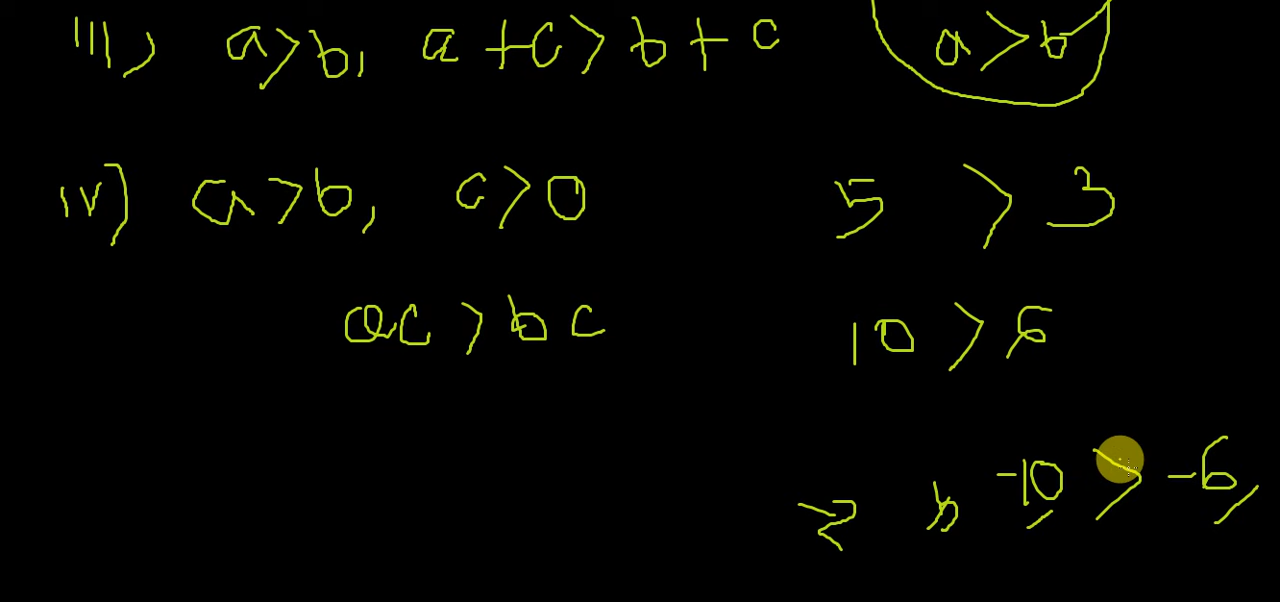 iii) a>b, a+c>b+c a>b
iv) a>b, c>0 5 > 3
ac>bc 10>6
-10 > -6,